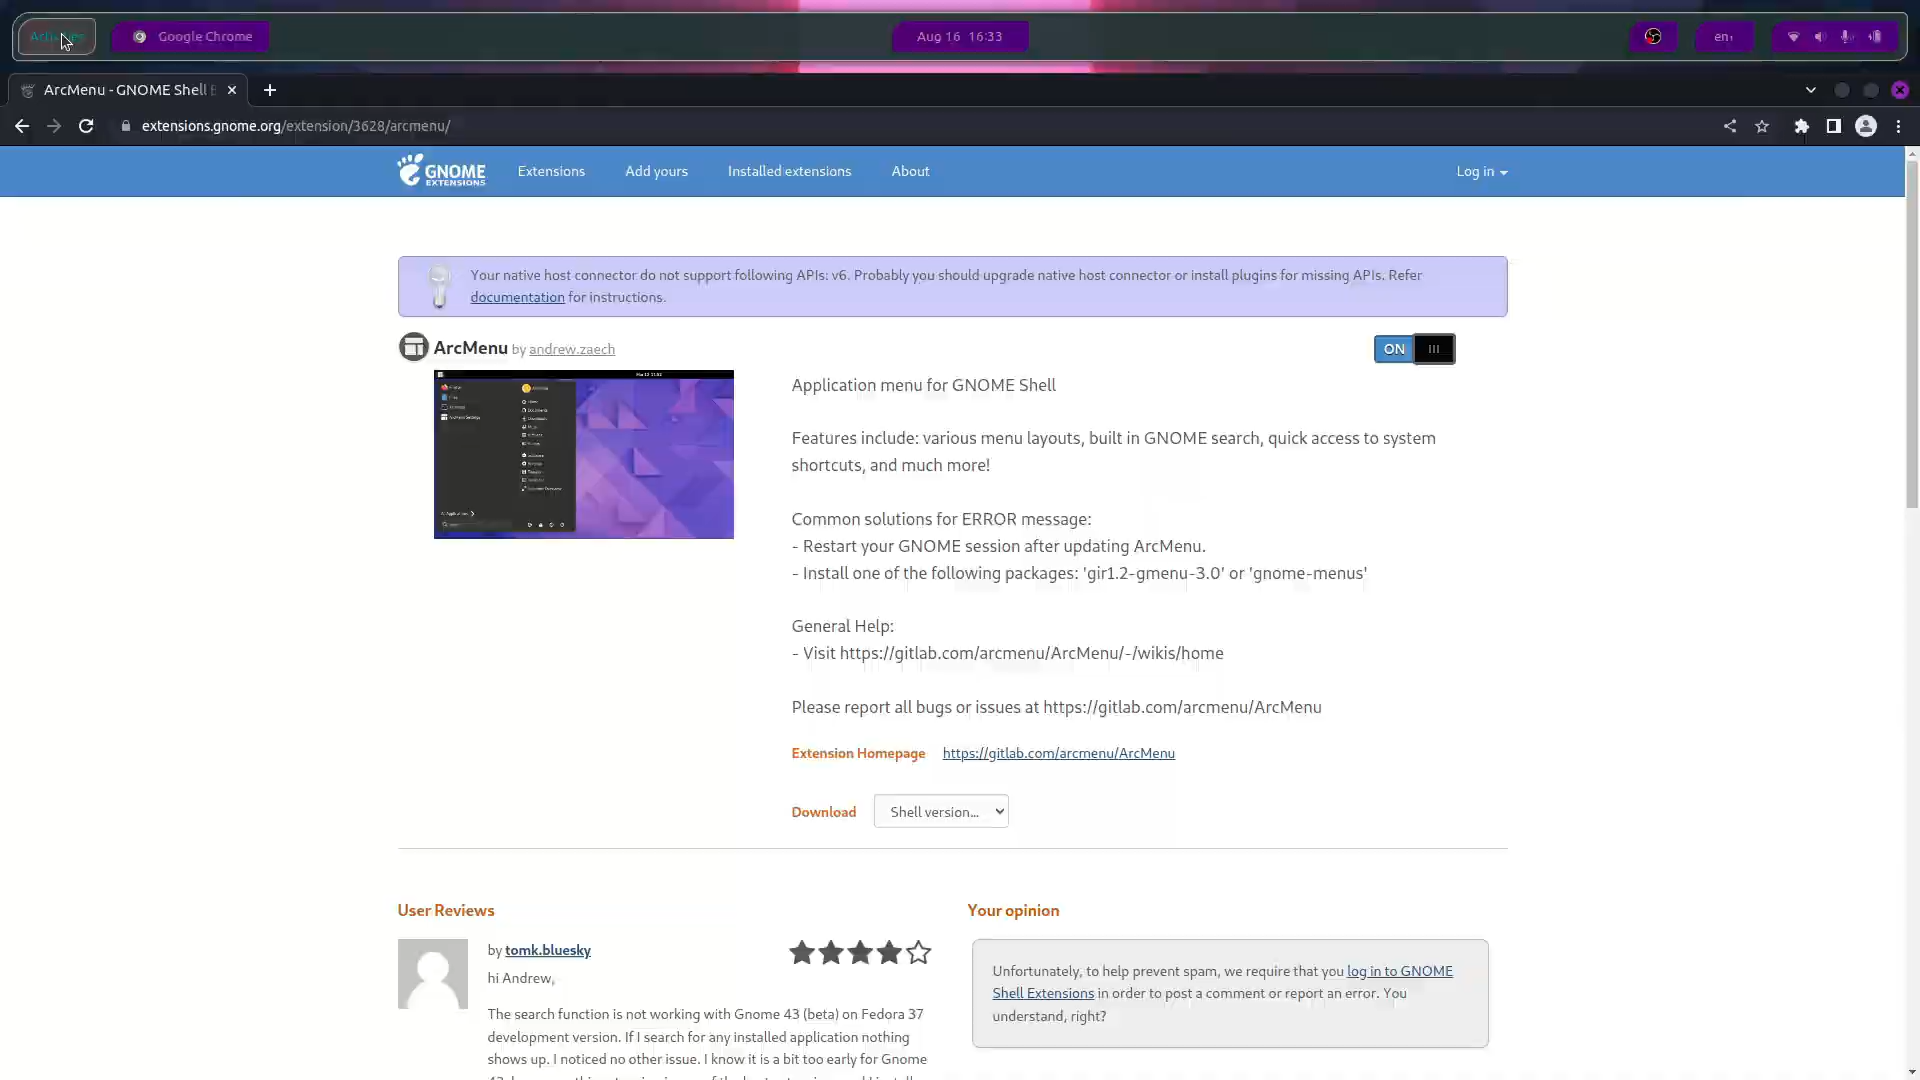 Activities
Google Chrome
Aug 16 16:33
en
ArcMenu - GNOME Shell
extensions.gnome.org/extension/3628/arcmenu/
GNOME
EXTENSIONS
Extensions
Add yours
Installed extensions
About
Log in
Your native host connector do not support following APIs: v6. Probably you should upgrade native host connector or install plugins for missing APIs. Refer
documentation for instructions.
ArcMenu by andrew.zaech
ON
Application menu for GNOME Shell
Features include: various menu layouts, built in GNOME search, quick access to system
shortcuts, and much more!
Common solutions for ERROR message:
- Restart your GNOME session after updating ArcMenu.
- Install one of the following packages: 'gir1.2-gmenu-3.0' or 'gnome-menus'
General Help:
- Visit https://gitlab.com/arcmenu/ArcMenu/-/wikis/home
Please report all bugs or issues at https://gitlab.com/arcmenu/ArcMenu
Extension Homepage https://gitlab.com/arcmenu/ArcMenu
Download Shell version...
User Reviews
by tomk.bluesky
hi Andrew,
The search function is not working with Gnome 43 (beta) on Fedora 37
development version. If I search for any installed application nothing
shows up. I noticed no other issue. I know it is a bit too early for Gnome
Your opinion
Unfortunately, to help prevent spam, we require that you log in to GNOME
Shell Extensions in order to post a comment or report an error. You
understand, right?